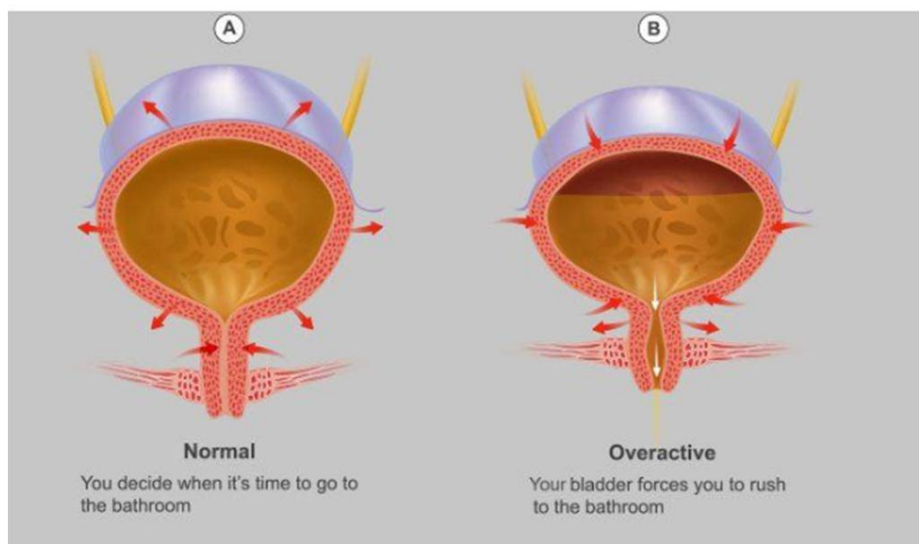 A
B
Normal
You decide when it's time to go to
the bathroom
Overactive
Your bladder forces you to rush
to the bathroom